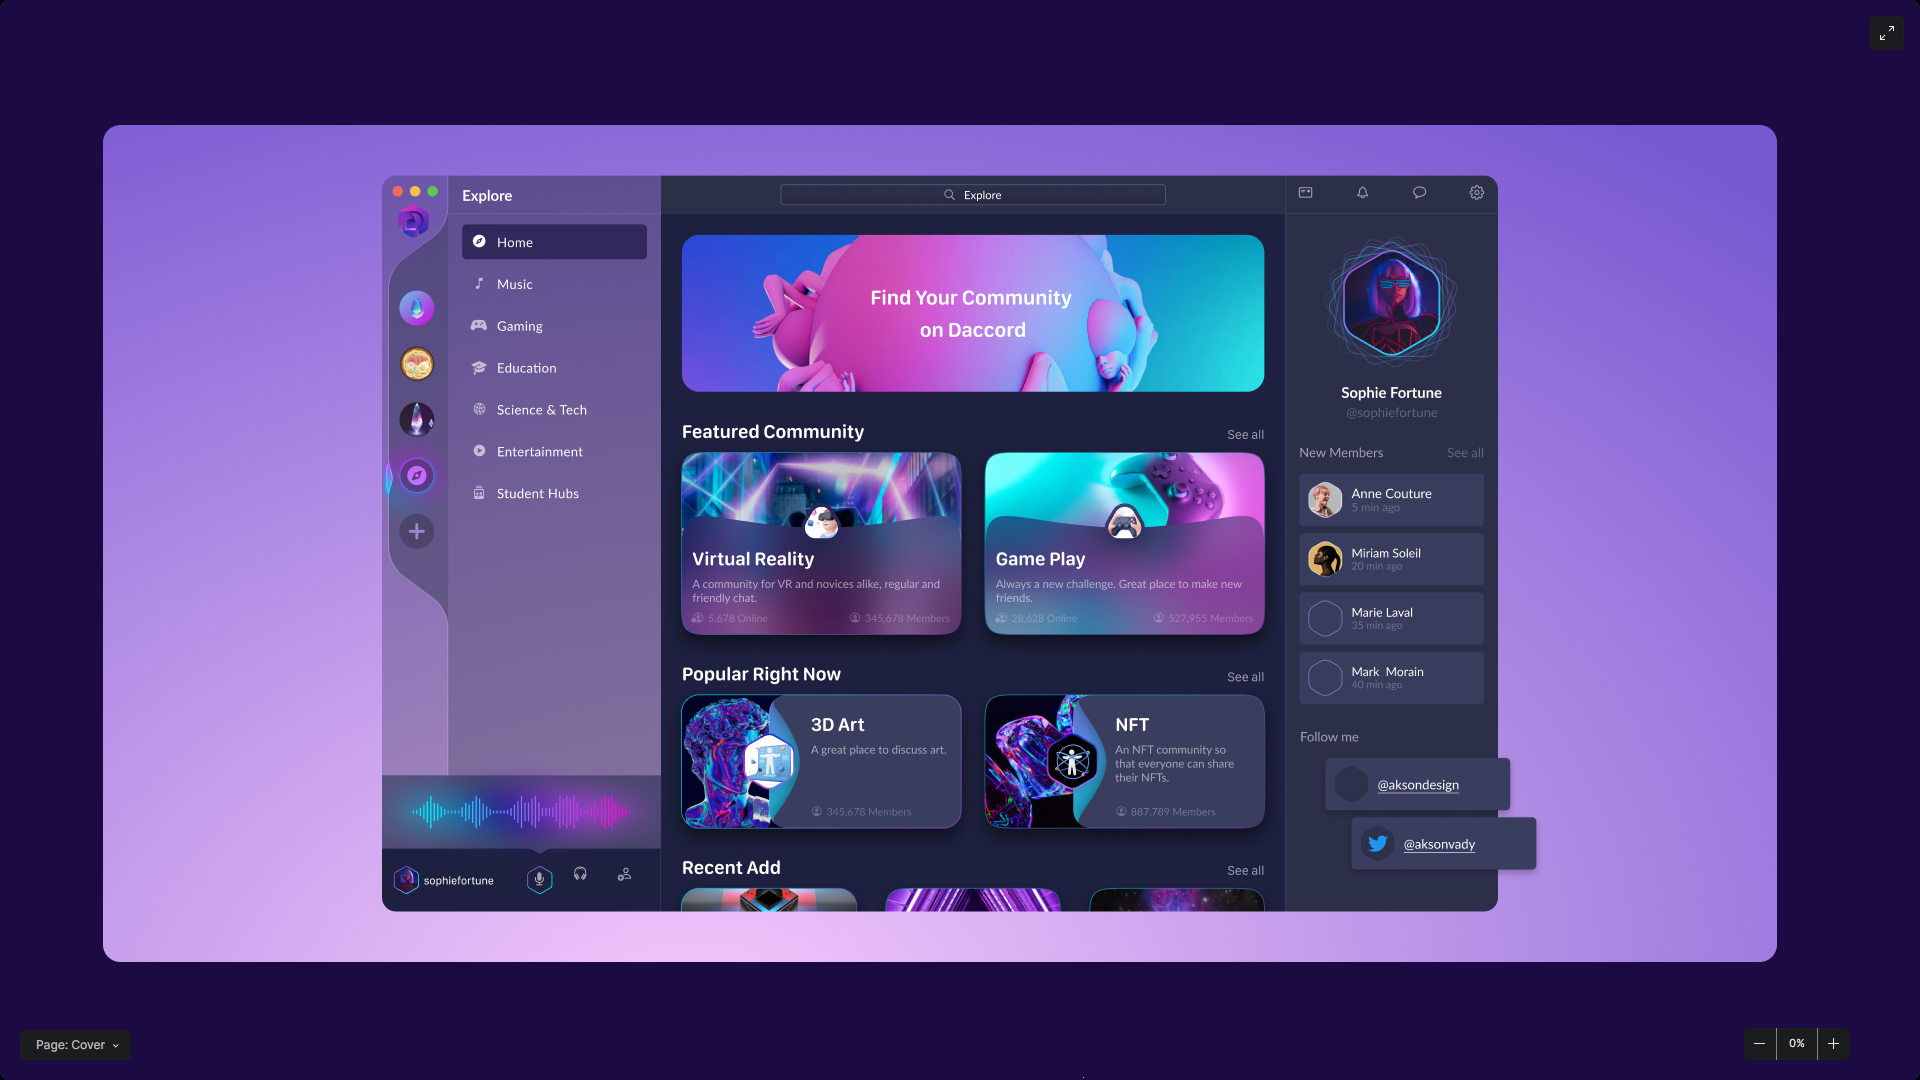 Explore
Home
Music
Gaming
Education
Science & Tech
Entertainment
Student Hubs
sophiefortune
Explore
Find Your Community
on Daccord
Featured Community
See all
Virtual Reality
A community for VR and novices alike, regular and
friendly chat.
5,678 Online
345,678 Members
Game Play
Always a new challenge. Great place to make new
friends.
28,628 Online
527,955 Members
Popular Right Now
See all
3D Art
A great place to discuss art.
345,678 Members
NFT
An NFT community so
that everyone can share
their NFTs.
887,789 Members
Recent Add
See all
Sophie Fortune
@sophiefortune
New Members
See all
Anne Couture
5 min ago
Miriam Soleil
20 min ago
Marie Laval
35 min ago
Mark Morain
40 min ago
Follow me
@aksondesign
@aksonvady
Page: Cover
0%